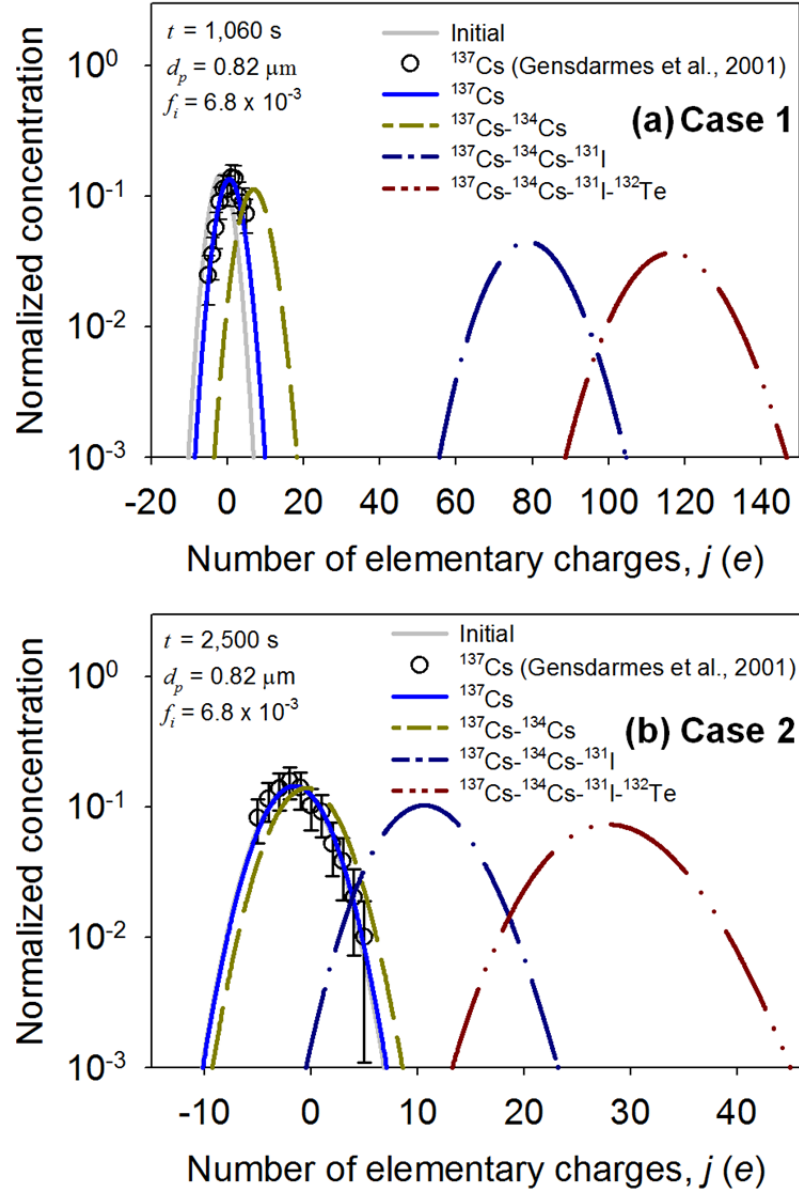 t = 1,060 s
d_p = 0.82 μm
f_i = 6.8 x 10⁻³
Initial
¹³⁷Cs (Gensdarmes et al., 2001)
¹³⁷Cs
¹³⁷Cs-¹³⁴Cs
¹³⁷Cs-¹³⁴Cs-¹³¹I
¹³⁷Cs-¹³⁴Cs-¹³¹I-¹³²Te
(a) Case 1
Normalized concentration
10⁰
10⁻¹
10⁻²
10⁻³
-20 0 20 40 60 80 100 120 140
Number of elementary charges, j (e)
t = 2,500 s
d_p = 0.82 μm
f_i = 6.8 x 10⁻³
Initial
¹³⁷Cs (Gensdarmes et al., 2001)
¹³⁷Cs
¹³⁷Cs-¹³⁴Cs
¹³⁷Cs-¹³⁴Cs-¹³¹I
¹³⁷Cs-¹³⁴Cs-¹³¹I-¹³²Te
(b) Case 2
Normalized concentration
10⁰
10⁻¹
10⁻²
10⁻³
-10 0 10 20 30 40
Number of elementary charges, j (e)